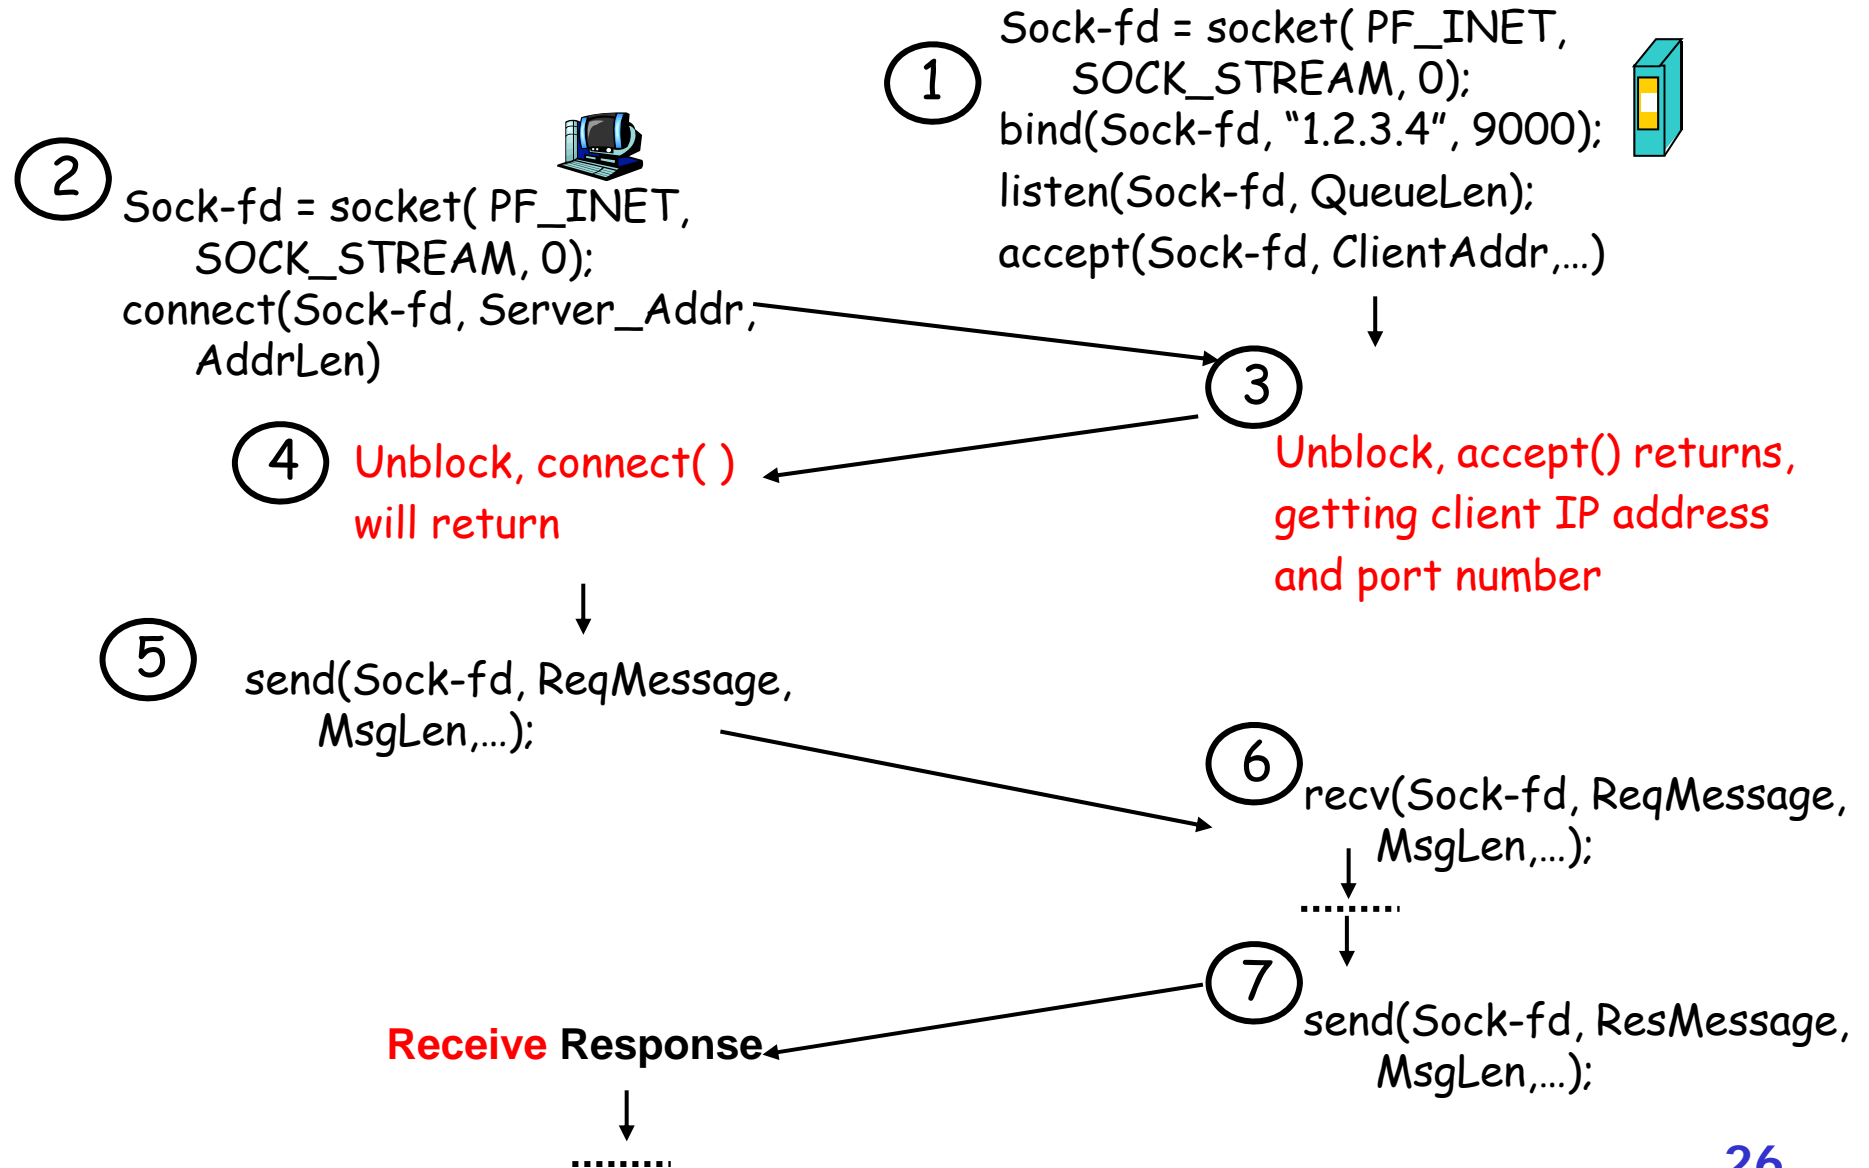 1
Sock-fd = socket( PF_INET,
SOCK_STREAM, 0);
bind(Sock-fd, “1.2.3.4”, 9000);
listen(Sock-fd, QueueLen);
accept(Sock-fd, ClientAddr,…)
2
Sock-fd = socket( PF_INET,
SOCK_STREAM, 0);
connect(Sock-fd, Server_Addr,
AddrLen)
3
Unblock, accept() returns,
getting client IP address
and port number
4
Unblock, connect( )
will return
5
send(Sock-fd, ReqMessage,
MsgLen,…);
6
recv(Sock-fd, ReqMessage,
MsgLen,…);
7
send(Sock-fd, ResMessage,
MsgLen,…);
Receive Response
26